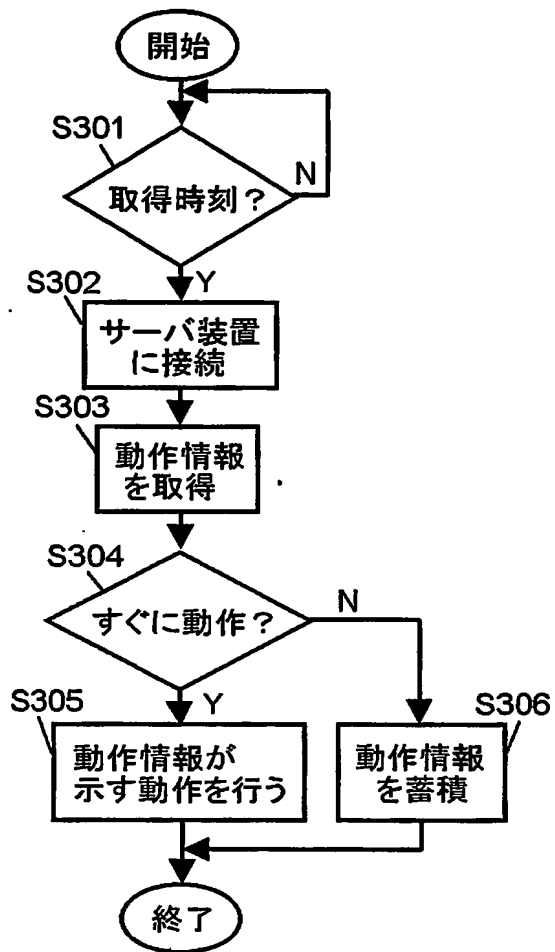 開始
S301
N
取得時刻?
Y
S302
サーバ装置
に接続
S303
動作情報
を取得
S304
N
すぐに動作?
Y
S305
動作情報が
示す動作を行う
S306
動作情報
を蓄積
終了